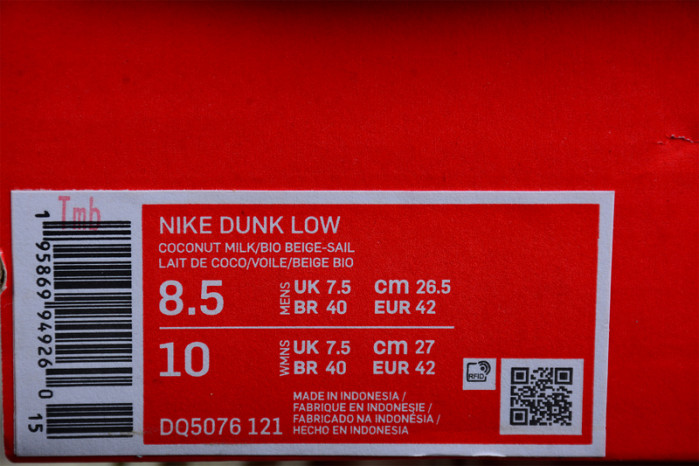 Tmb
1 95869 94926 0 15
NIKE DUNK LOW
COCONUT MILK/BIO BEIGE-SAIL
LAIT DE COCO/VOILE/BEIGE BIO
8.5 MENS UK 7.5 cm 26.5
BR 40 EUR 42
10 WMNS UK 7.5 cm 27
BR 40 EUR 42
RFID
MADE IN INDONESIA /
FABRIQUE EN INDONESIE /
FABRICADO NA INDONÉSIA /
HECHO EN INDONESIA
DQ5076 121